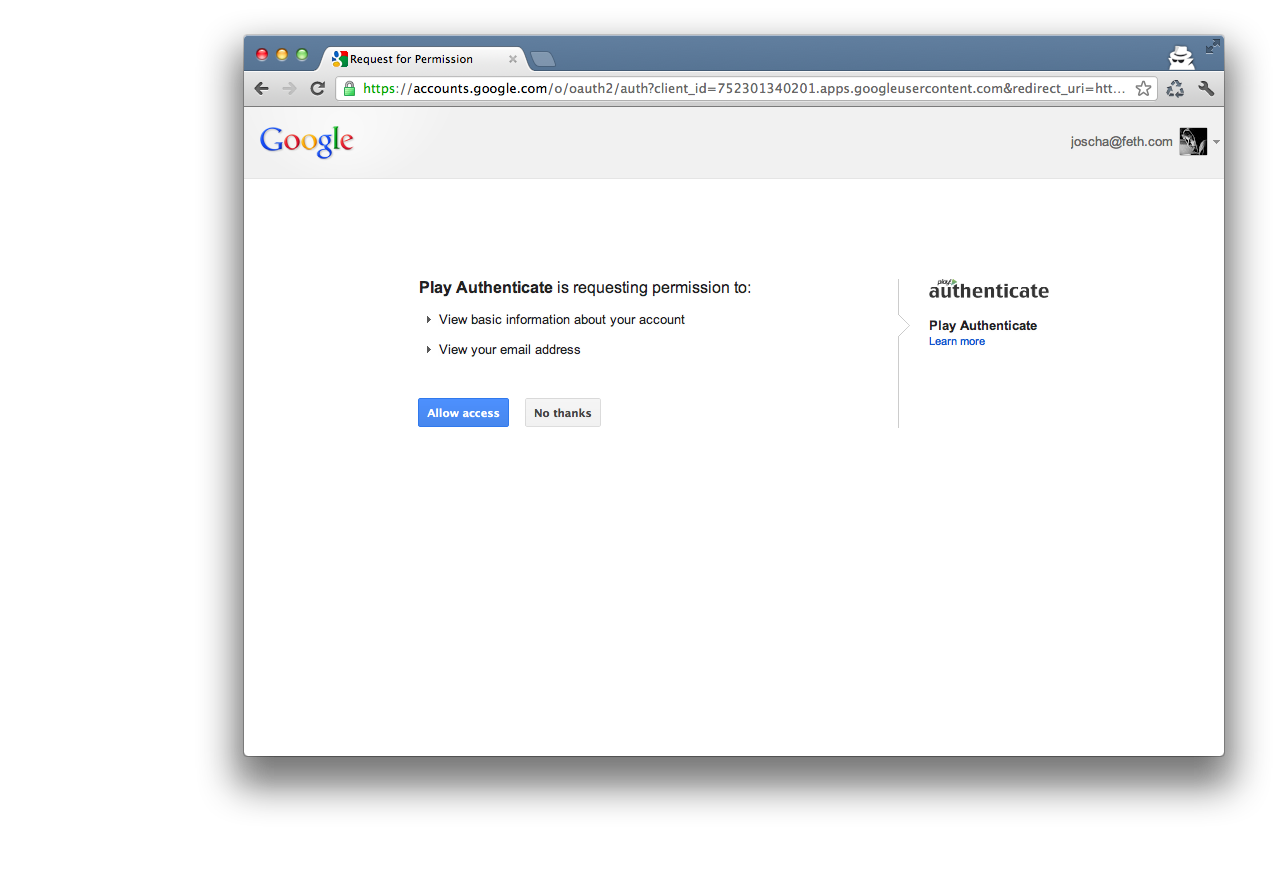 Request for Permission
https://accounts.google.com/o/oauth2/auth?client_id=752301340201.apps.googleusercontent.com&redirect_uri=htt...
Google
joscha@feth.com
Play Authenticate is requesting permission to:
View basic information about your account
View your email address
Allow access
No thanks
play!
authenticate
Play Authenticate
Learn more